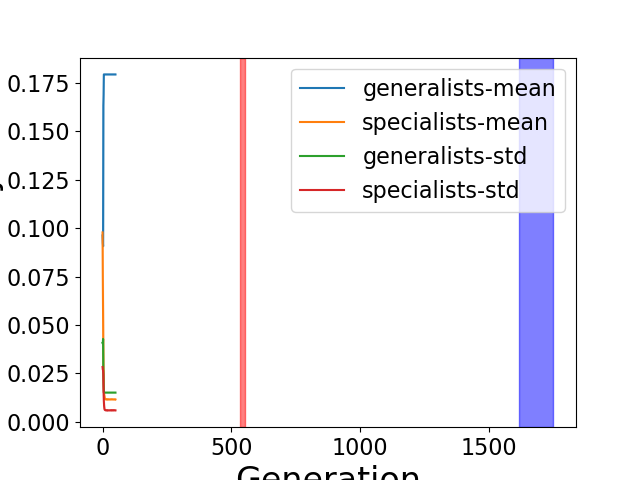 0.175
0.150
0.125
0.100
0.075
0.050
0.025
0.000
generalists-mean
specialists-mean
generalists-std
specialists-std
0 500 1000 1500
Generation